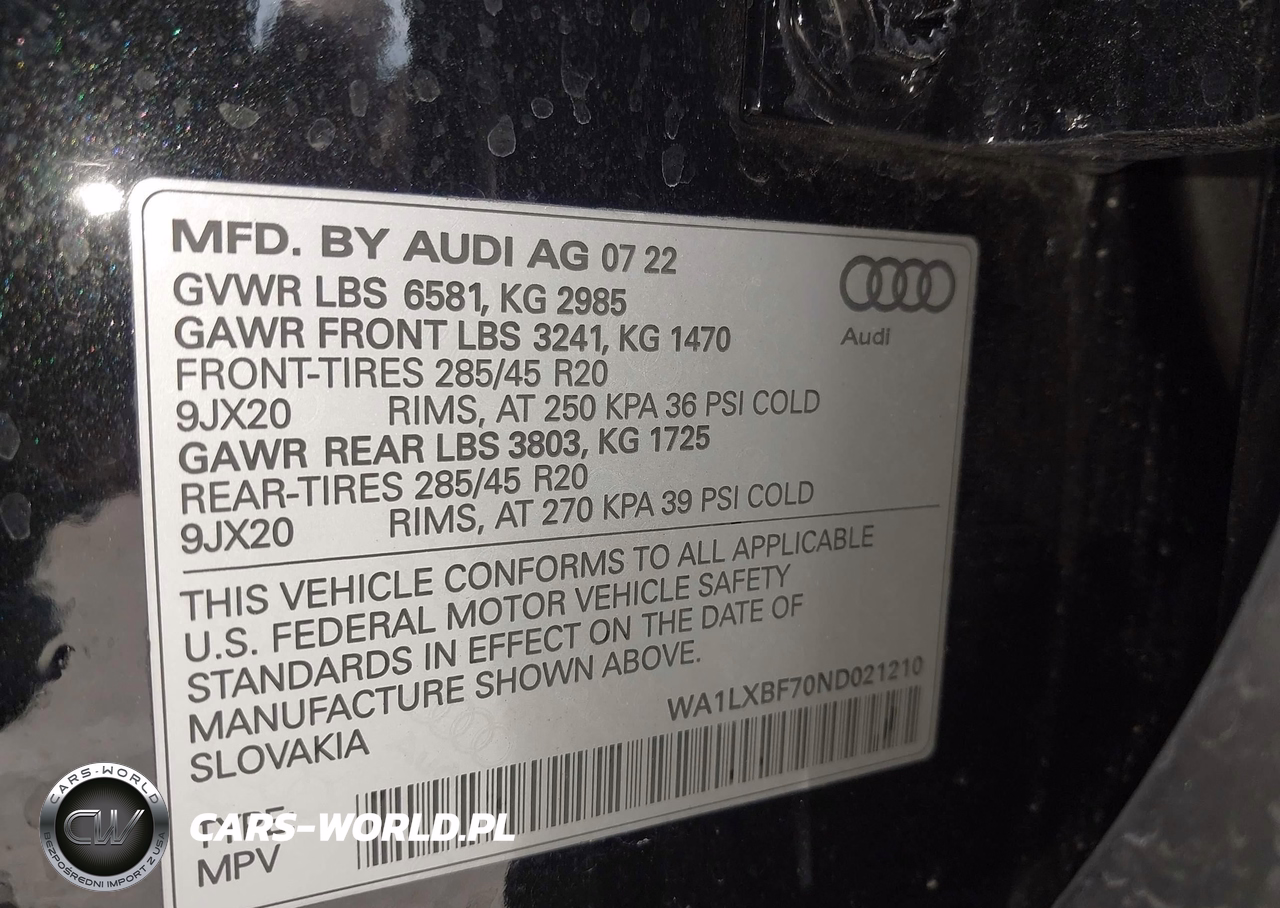 MFD. BY AUDI AG 07 22
GVWR LBS 6581, KG 2985
GAWR FRONT LBS 3241, KG 1470
Audi
FRONT-TIRES 285/45 R20
9JX20 RIMS, AT 250 KPA 36 PSI COLD
GAWR REAR LBS 3803, KG 1725
REAR-TIRES 285/45 R20
9JX20 RIMS, AT 270 KPA 39 PSI COLD
THIS VEHICLE CONFORMS TO ALL APPLICABLE
U.S. FEDERAL MOTOR VEHICLE SAFETY
STANDARDS IN EFFECT ON THE DATE OF
MANUFACTURE SHOWN ABOVE.
SLOVAKIA
WA1LXBF70ND021210
TYPE
MPV
CARS-WORLD
CW
BEZPOŚREDNI IMPORT Z USA
CARS-WORLD.PL